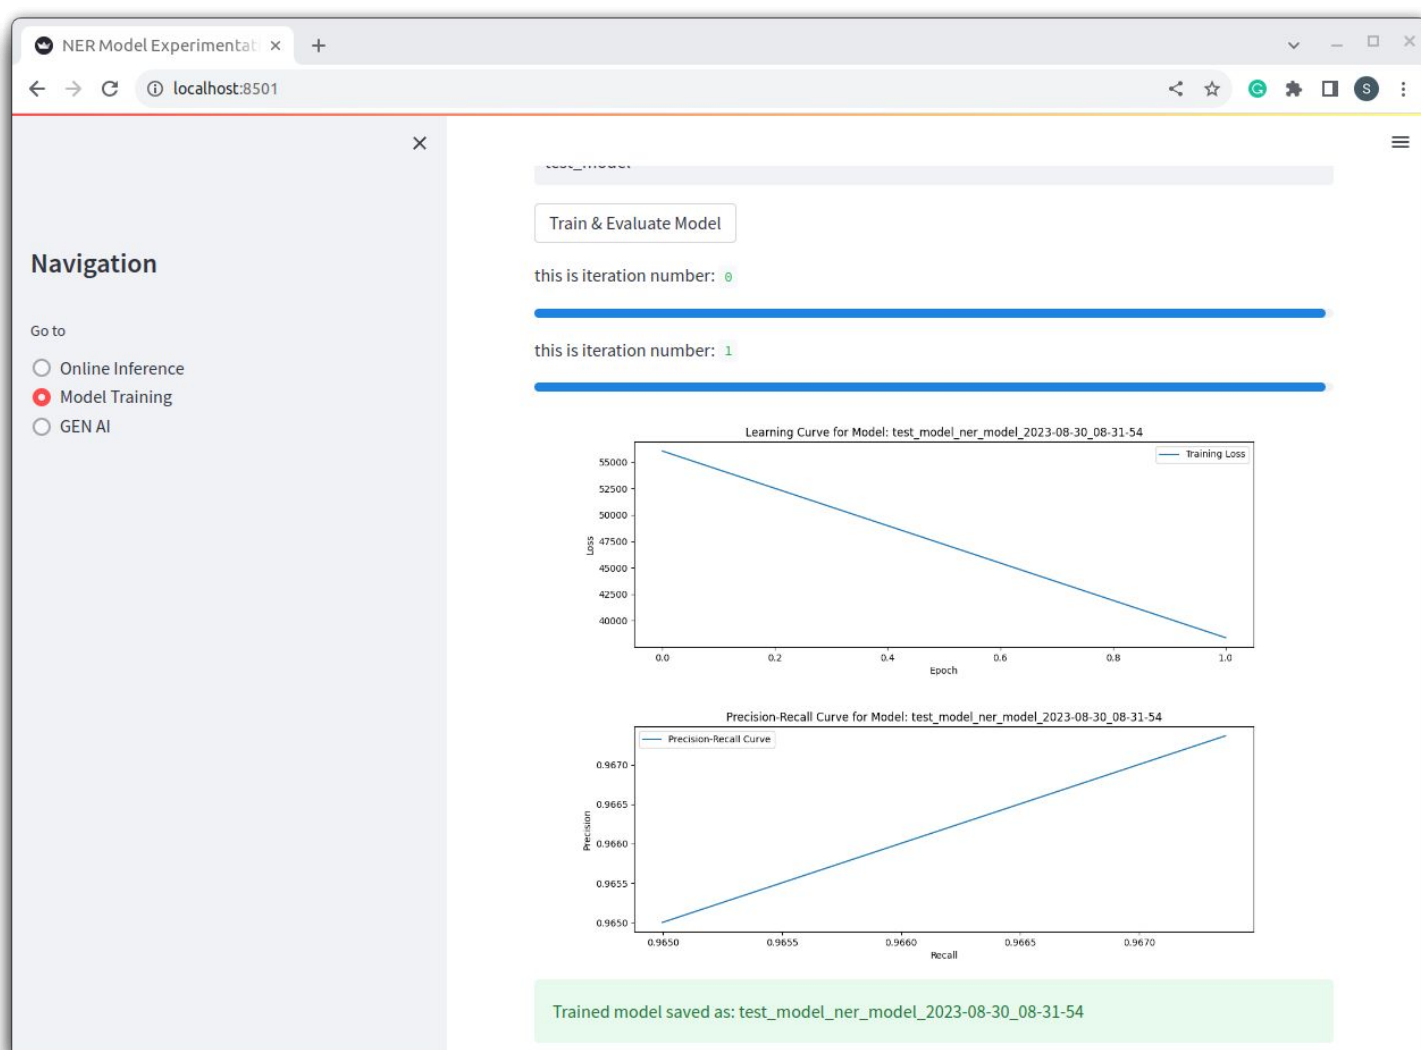 NER Model Experimentat
localhost:8501
S
test_model
Train & Evaluate Model
Navigation
this is iteration number: 0
Go to
this is iteration number: 1
Online Inference
Model Training
GEN AI
Learning Curve for Model: test_model_ner_model_2023-08-30_08-31-54
Training Loss
55000
52500
50000
47500
45000
42500
40000
Loss
0.0 0.2 0.4 0.6 0.8 1.0
Epoch
Precision-Recall Curve for Model: test_model_ner_model_2023-08-30_08-31-54
Precision-Recall Curve
0.9670
0.9665
0.9660
0.9655
0.9650
Precision
0.9650 0.9655 0.9660 0.9665 0.9670
Recall
Trained model saved as: test_model_ner_model_2023-08-30_08-31-54